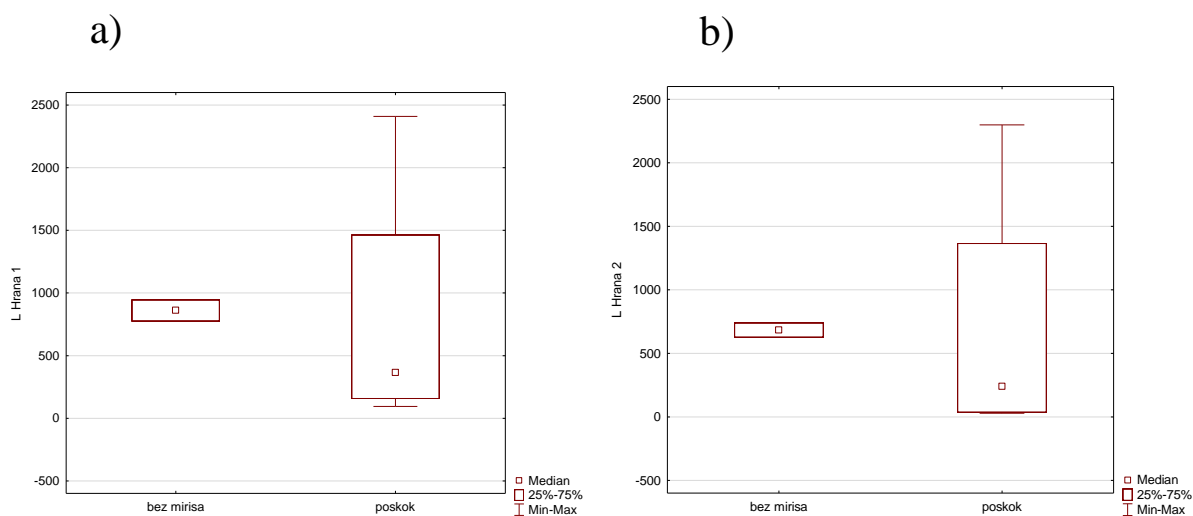 a)
2500
2000
1500
1000
500
0
-500
L Hrana 1
bez mirisa
poskok
Median
25%-75%
Min-Max
b)
2500
2000
1500
1000
500
0
-500
L Hrana 2
bez mirisa
poskok
Median
25%-75%
Min-Max